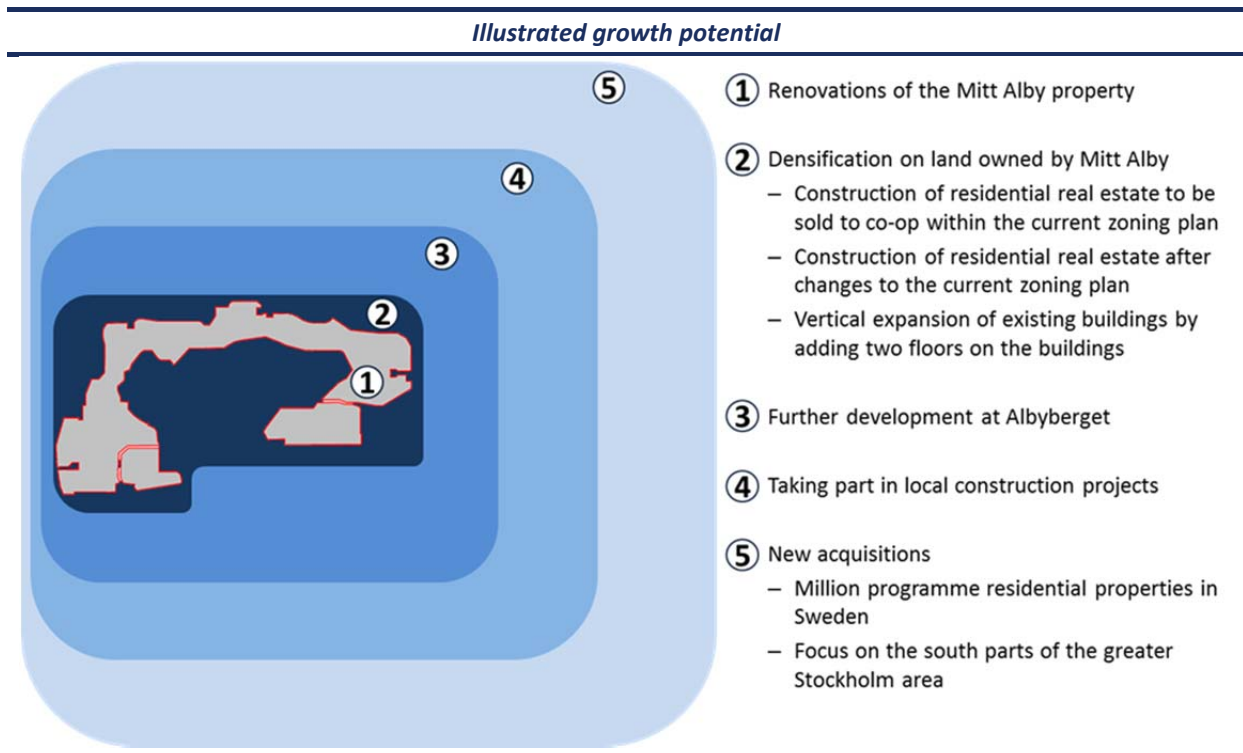 Illustrated growth potential
5
4
3
2
1
1 Renovations of the Mitt Alby property
2 Densification on land owned by Mitt Alby
– Construction of residential real estate to be
sold to co-op within the current zoning plan
– Construction of residential real estate after
changes to the current zoning plan
– Vertical expansion of existing buildings by
adding two floors on the buildings
3 Further development at Albyberget
4 Taking part in local construction projects
5 New acquisitions
– Million programme residential properties in
Sweden
– Focus on the south parts of the greater
Stockholm area